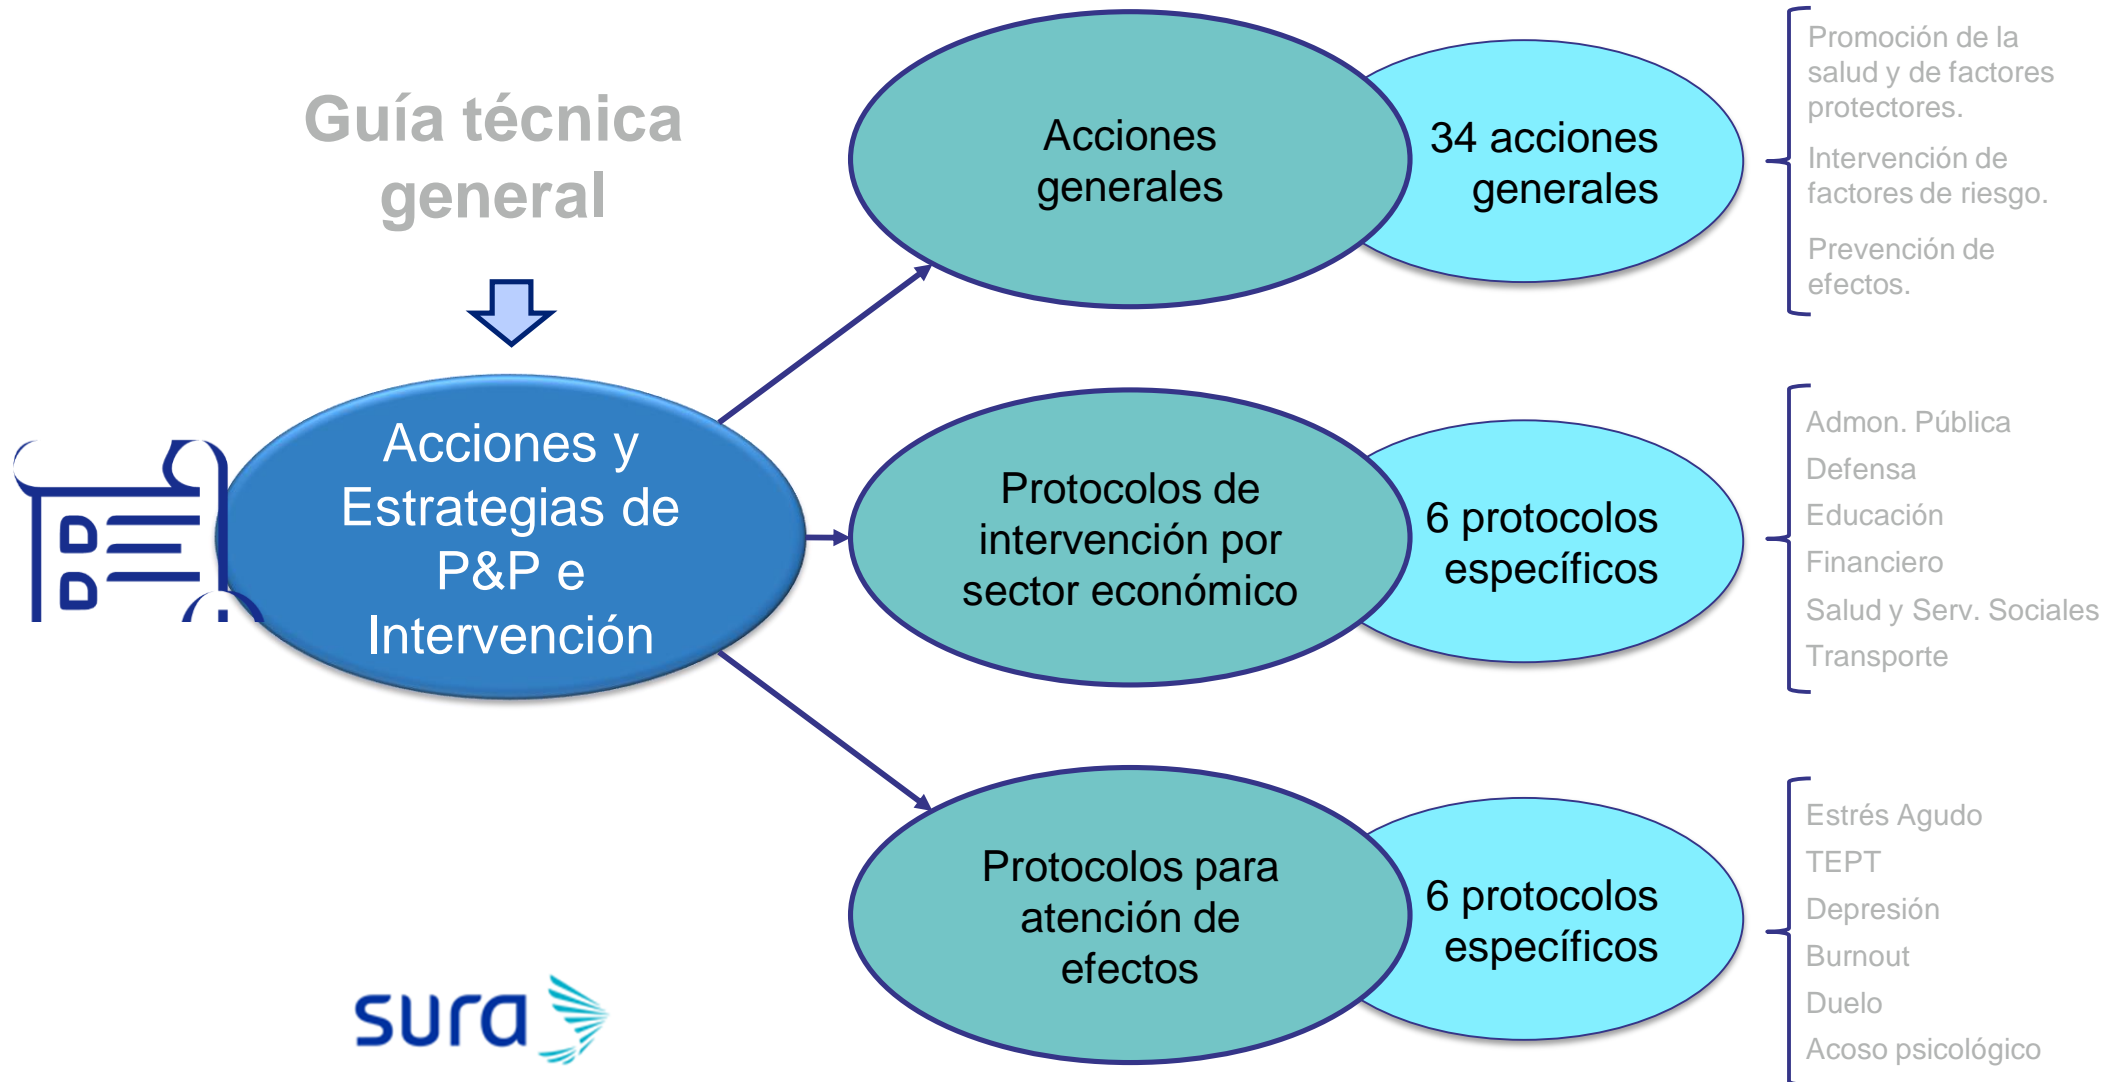 Guía técnica
general
Acciones y
Estrategias de
P&P e
Intervención
Acciones
generales
34 acciones
generales
Promoción de la
salud y de factores
protectores.
Intervención de
factores de riesgo.
Prevención de
efectos.
Protocolos de
intervención por
sector económico
6 protocolos
específicos
Admon. Pública
Defensa
Educación
Financiero
Salud y Serv. Sociales
Transporte
Protocolos para
atención de
efectos
6 protocolos
específicos
Estrés Agudo
TEPT
Depresión
Burnout
Duelo
Acoso psicológico
sura